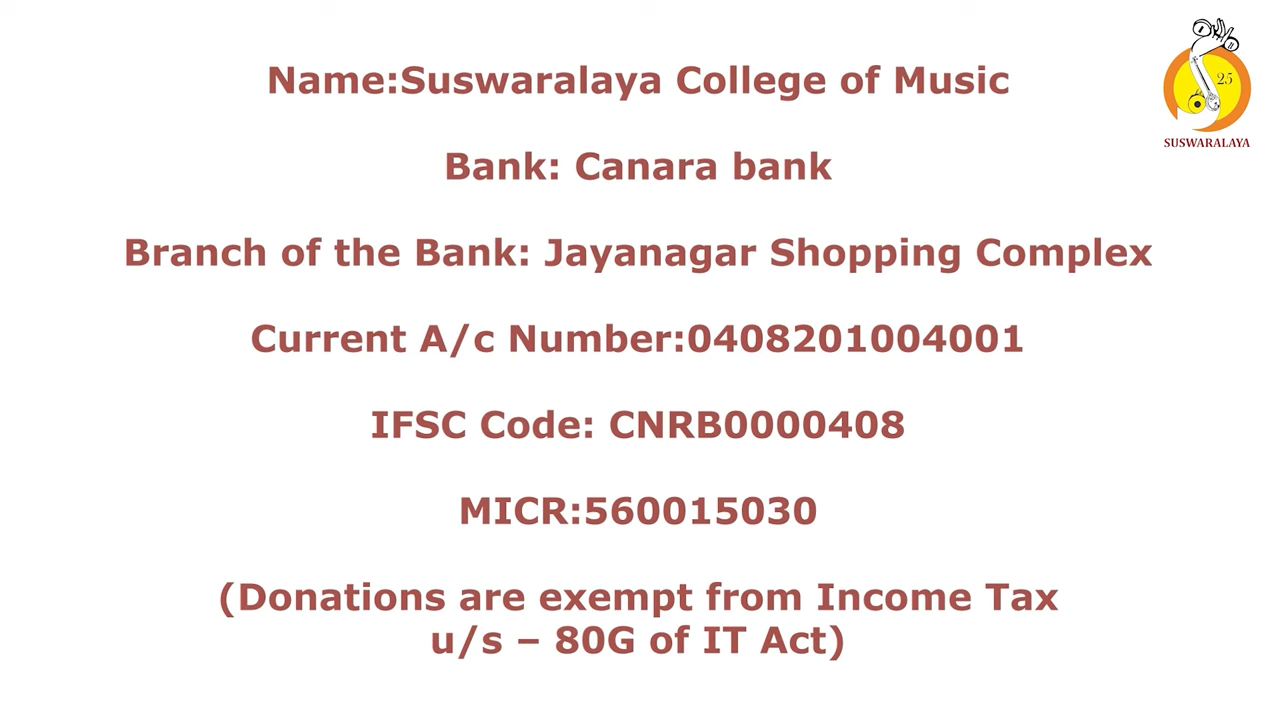 Name:Suswaralaya College of Music
25
SUSWARALAYA
Bank: Canara bank
Branch of the Bank: Jayanagar Shopping Complex
Current A/c Number:0408201004001
IFSC Code: CNRB0000408
MICR:560015030
(Donations are exempt from Income Tax
u/s – 80G of IT Act)